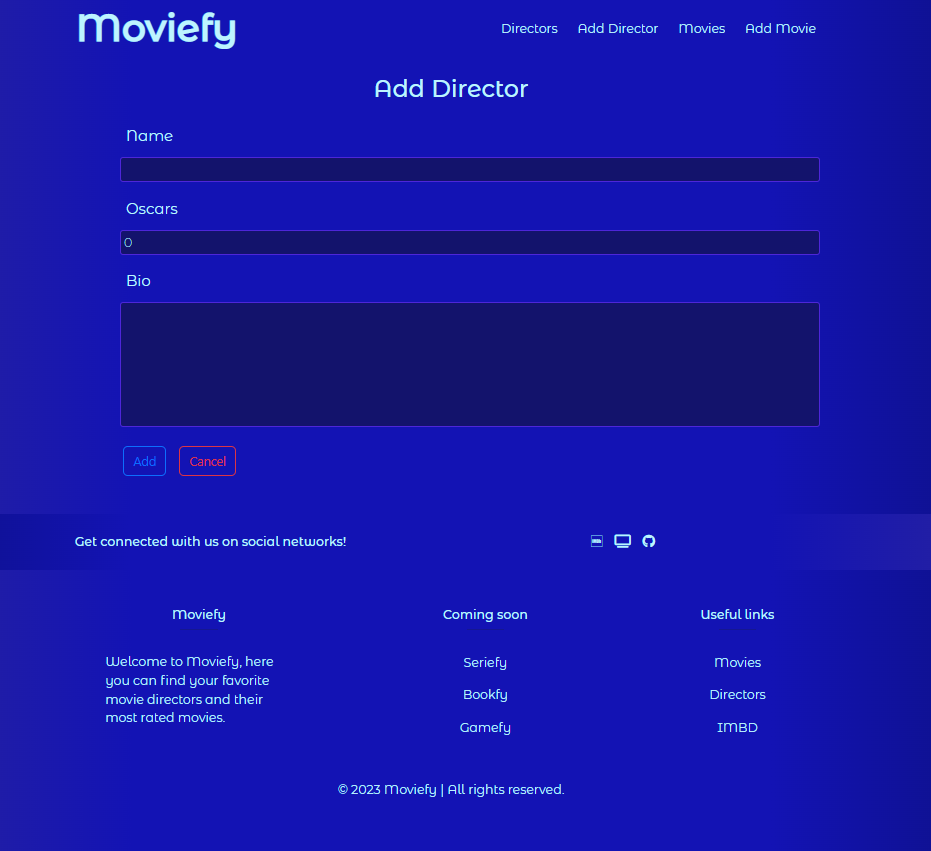 Moviefy
Directors Add Director Movies Add Movie
Add Director
Name
Oscars
0
Bio
Add Cancel
Get connected with us on social networks!
Moviefy
Welcome to Moviefy, here
you can find your favorite
movie directors and their
most rated movies.
Coming soon
Seriefy
Bookfy
Gamefy
Useful links
Movies
Directors
IMBD
© 2023 Moviefy | All rights reserved.